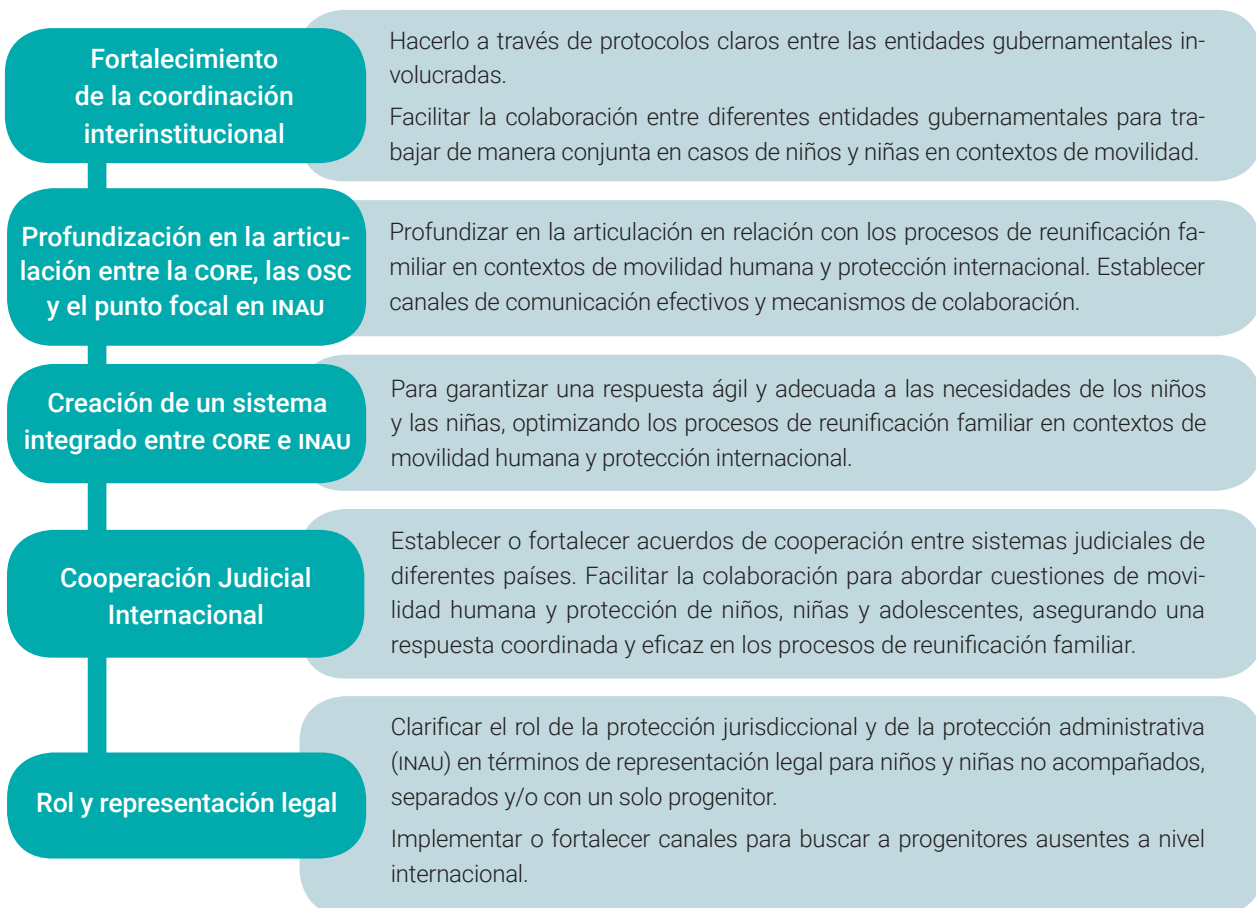 Fortalecimiento
de la coordinación
interinstitucional
Hacerlo a través de protocolos claros entre las entidades gubernamentales in-
volucradas.
Facilitar la colaboración entre diferentes entidades gubernamentales para tra-
bajar de manera conjunta en casos de niños y niñas en contextos de movilidad.
Profundización en la articu-
lación entre la CORE, las OSC
y el punto focal en INAU
Profundizar en la articulación en relación con los procesos de reunificación fa-
miliar en contextos de movilidad humana y protección internacional. Establecer
canales de comunicación efectivos y mecanismos de colaboración.
Creación de un sistema
integrado entre CORE e INAU
Para garantizar una respuesta ágil y adecuada a las necesidades de los niños
y las niñas, optimizando los procesos de reunificación familiar en contextos de
movilidad humana y protección internacional.
Cooperación Judicial
Internacional
Establecer o fortalecer acuerdos de cooperación entre sistemas judiciales de
diferentes países. Facilitar la colaboración para abordar cuestiones de movi-
lidad humana y protección de niños, niñas y adolescentes, asegurando una
respuesta coordinada y eficaz en los procesos de reunificación familiar.
Rol y representación legal
Clarificar el rol de la protección jurisdiccional y de la protección administrativa
(INAU) en términos de representación legal para niños y niñas no acompañados,
separados y/o con un solo progenitor.
Implementar o fortalecer canales para buscar a progenitores ausentes a nivel
internacional.